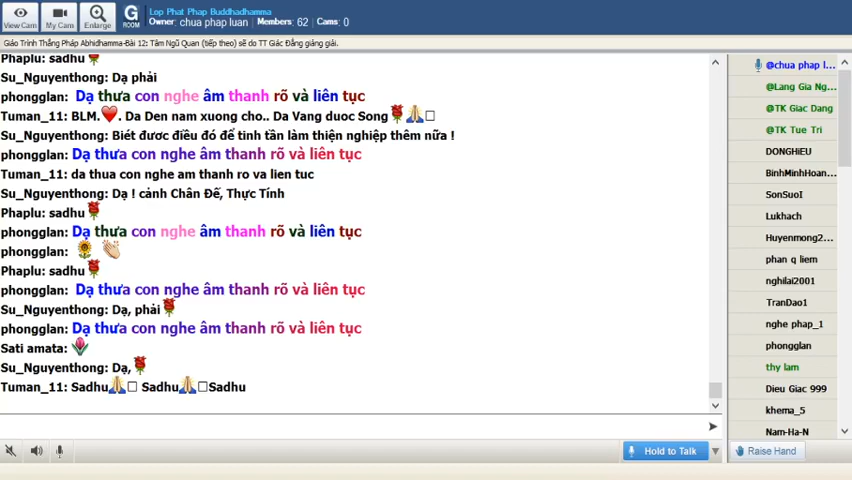 View Cam
My Cam
Enlarge
G
ROOM
Lop Phat Phap Buddhadhamma
Owner: chua phap luan Members: 62 Cams: 0
Giáo Trình Thắng Pháp Abhidhamma-Bài 12: Tâm Ngũ Quan (tiếp theo) sẽ do TT Giác Đẳng giảng giải.
Phaplu: sadhu
Su_Nguyenthong: Dạ phải
phongglan: Dạ thưa con nghe âm thanh rõ và liên tục
Tuman_11: BLM. . Da Den nam xuong cho.. Da Vang duoc Song
Su_Nguyenthong: Biết đươc điều đó để tinh tần làm thiện nghiệp thêm nữa !
phongglan: Dạ thưa con nghe âm thanh rõ và liên tục
Tuman_11: da thua con nghe am thanh ro va lien tuc
Su_Nguyenthong: Dạ ! cảnh Chân Đế, Thực Tính
Phaplu: sadhu
phongglan: Dạ thưa con nghe âm thanh rõ và liên tục
phongglan:
Phaplu: sadhu
phongglan: Dạ thưa con nghe âm thanh rõ và liên tục
Su_Nguyenthong: Dạ, phải
phongglan: Dạ thưa con nghe âm thanh rõ và liên tục
Sati amata:
Su_Nguyenthong: Dạ,
Tuman_11: Sadhu Sadhu Sadhu
@chua phap l...
@Lang Gia Ng...
@TK Giac Dang
@TK Tue Tri
DONGHiEU
BinhMinhHoan...
SonSuoI
Lukhach
Huyenmong2...
phan q liem
nghilai2001
TranDao1
nghe phap_1
phongglan
thy lam
Dieu Giac 999
khema_5
Nam-Ha-N
Hold to Talk
Raise Hand